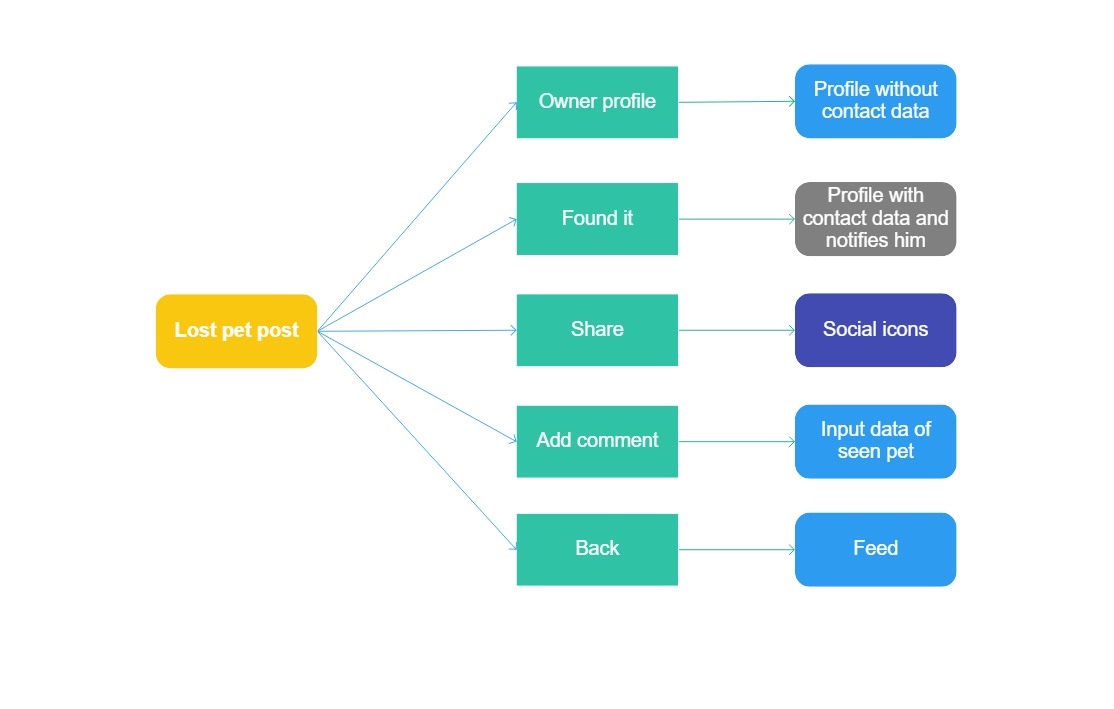 Owner profile
Profile without
contact data
Found it
Profile with
contact data and
notifies him
Lost pet post
Share
Social icons
Add comment
Input data of
seen pet
Back
Feed